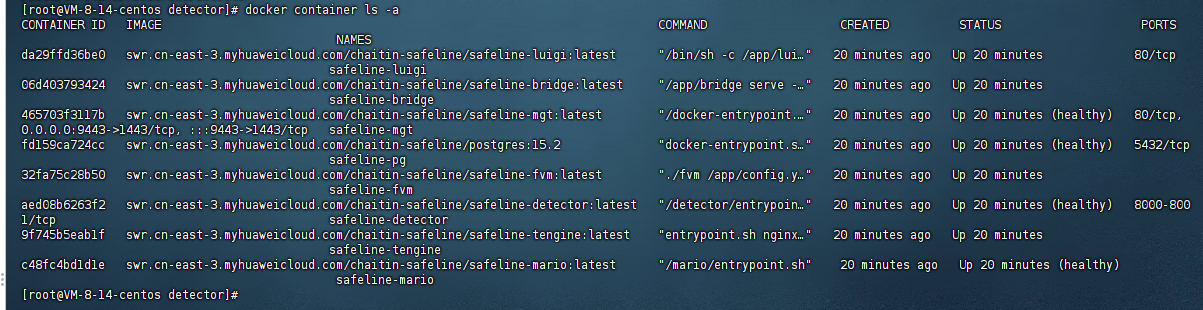 [root@VM-8-14-centos detector]# docker container ls -a
CONTAINER ID   IMAGE   COMMAND   CREATED   STATUS   PORTS
NAMES
da29ffd36be0   swr.cn-east-3.myhuaweicloud.com/chaitin-safeline/safeline-luigi:latest   "/bin/sh -c /app/lui…"   20 minutes ago   Up 20 minutes   80/tcp
safeline-luigi
06d403793424   swr.cn-east-3.myhuaweicloud.com/chaitin-safeline/safeline-bridge:latest   "/app/bridge serve -…"   20 minutes ago   Up 20 minutes
safeline-bridge
465703f3117b   swr.cn-east-3.myhuaweicloud.com/chaitin-safeline/safeline-mgt:latest   "/docker-entrypoint.…"   20 minutes ago   Up 20 minutes (healthy)   80/tcp,
0.0.0.0:9443->1443/tcp, :::9443->1443/tcp   safeline-mgt
fd159ca724cc   swr.cn-east-3.myhuaweicloud.com/chaitin-safeline/postgres:15.2   "docker-entrypoint.s…"   20 minutes ago   Up 20 minutes (healthy)   5432/tcp
safeline-pg
32fa75c28b50   swr.cn-east-3.myhuaweicloud.com/chaitin-safeline/safeline-fvm:latest   "./fvm /app/config.y…"   20 minutes ago   Up 20 minutes
safeline-fvm
aed08b6263f2   swr.cn-east-3.myhuaweicloud.com/chaitin-safeline/safeline-detector:latest   "/detector/entrypoin…"   20 minutes ago   Up 20 minutes (healthy)   8000-800
1/tcp   safeline-detector
9f745b5eab1f   swr.cn-east-3.myhuaweicloud.com/chaitin-safeline/safeline-tengine:latest   "entrypoint.sh nginx…"   20 minutes ago   Up 20 minutes
safeline-tengine
c48fc4bd1d1e   swr.cn-east-3.myhuaweicloud.com/chaitin-safeline/safeline-mario:latest   "/mario/entrypoint.sh"   20 minutes ago   Up 20 minutes (healthy)
safeline-mario
[root@VM-8-14-centos detector]#